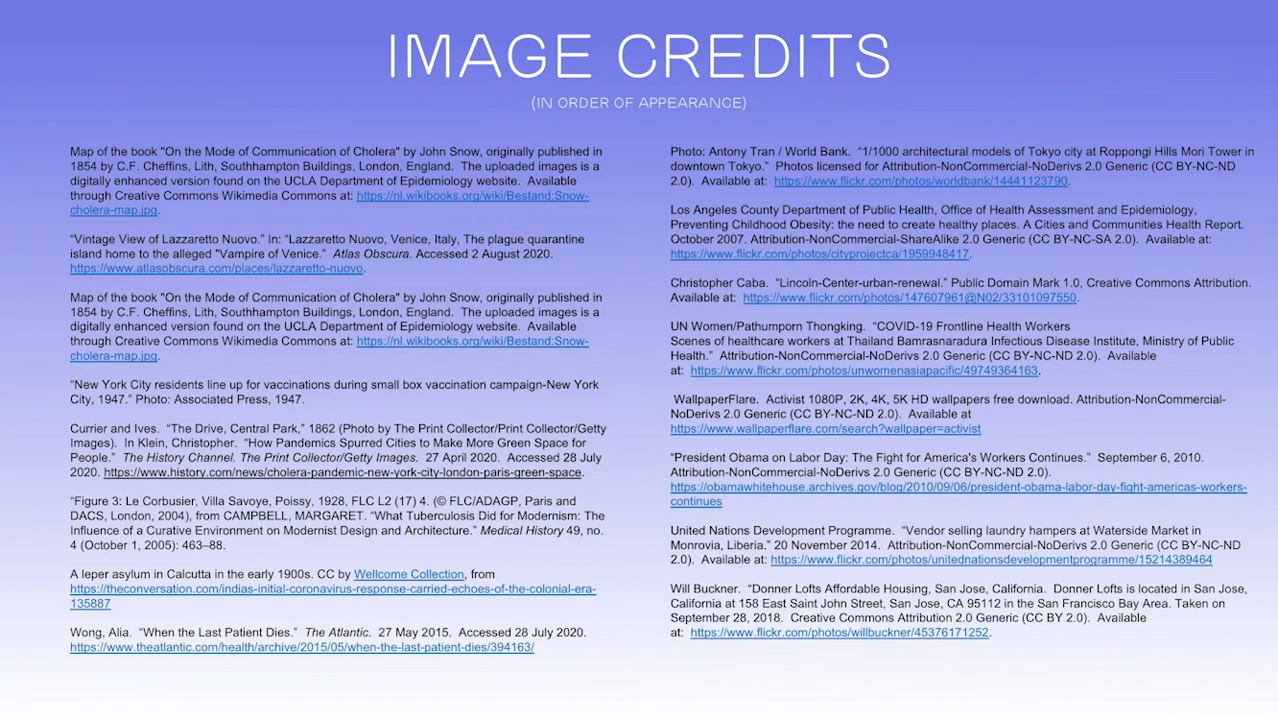 IMAGE CREDITS
(IN ORDER OF APPEARANCE)
Map of the book "On the Mode of Communication of Cholera" by John Snow, originally published in
1854 by C.F. Cheffins, Lith, Southhampton Buildings, London, England. The uploaded images is a
digitally enhanced version found on the UCLA Department of Epidemiology website. Available
through Creative Commons Wikimedia Commons at: https://nl.wikibooks.org/wiki/Bestand:Snow-
cholera-map.jpg.
“Vintage View of Lazzaretto Nuovo.” In: “Lazzaretto Nuovo, Venice, Italy, The plague quarantine
island home to the alleged "Vampire of Venice.” Atlas Obscura. Accessed 2 August 2020.
https://www.atlasobscura.com/places/lazzaretto-nuovo.
Map of the book "On the Mode of Communication of Cholera" by John Snow, originally published in
1854 by C.F. Cheffins, Lith, Southhampton Buildings, London, England. The uploaded images is a
digitally enhanced version found on the UCLA Department of Epidemiology website. Available
through Creative Commons Wikimedia Commons at: https://nl.wikibooks.org/wiki/Bestand:Snow-
cholera-map.jpg.
“New York City residents line up for vaccinations during small box vaccination campaign-New York
City, 1947.” Photo: Associated Press, 1947.
Currier and Ives. “The Drive, Central Park,” 1862 (Photo by The Print Collector/Print Collector/Getty
Images). In Klein, Christopher. “How Pandemics Spurred Cities to Make More Green Space for
People.” The History Channel. The Print Collector/Getty Images. 27 April 2020. Accessed 28 July
2020. https://www.history.com/news/cholera-pandemic-new-york-city-london-paris-green-space.
“Figure 3: Le Corbusier, Villa Savoye, Poissy, 1928, FLC L2 (17) 4. (© FLC/ADAGP, Paris and
DACS, London, 2004), from CAMPBELL, MARGARET. “What Tuberculosis Did for Modernism: The
Influence of a Curative Environment on Modernist Design and Architecture.” Medical History 49, no.
4 (October 1, 2005): 463–88.
A leper asylum in Calcutta in the early 1900s. CC by Wellcome Collection, from
https://theconversation.com/indias-initial-coronavirus-response-carried-echoes-of-the-colonial-era-
135887
Wong, Alia. “When the Last Patient Dies.” The Atlantic. 27 May 2015. Accessed 28 July 2020.
https://www.theatlantic.com/health/archive/2015/05/when-the-last-patient-dies/394163/
Photo: Antony Tran / World Bank. “1/1000 architectural models of Tokyo city at Roppongi Hills Mori Tower in
downtown Tokyo.” Photos licensed for Attribution-NonCommercial-NoDerivs 2.0 Generic (CC BY-NC-ND
2.0). Available at: https://www.flickr.com/photos/worldbank/14441123790.
Los Angeles County Department of Public Health, Office of Health Assessment and Epidemiology,
Preventing Childhood Obesity: the need to create healthy places. A Cities and Communities Health Report.
October 2007. Attribution-NonCommercial-ShareAlike 2.0 Generic (CC BY-NC-SA 2.0). Available at:
https://www.flickr.com/photos/cityprojectca/1959948417.
Christopher Caba. “Lincoln-Center-urban-renewal.” Public Domain Mark 1.0, Creative Commons Attribution.
Available at: https://www.flickr.com/photos/147607961@N02/33101097550.
UN Women/Pathumporn Thongking. “COVID-19 Frontline Health Workers
Scenes of healthcare workers at Thailand Bamrasnaradura Infectious Disease Institute, Ministry of Public
Health.” Attribution-NonCommercial-NoDerivs 2.0 Generic (CC BY-NC-ND 2.0). Available
at: https://www.flickr.com/photos/unwomenasiapacific/49749364163.
WallpaperFlare. Activist 1080P, 2K, 4K, 5K HD wallpapers free download. Attribution-NonCommercial-
NoDerivs 2.0 Generic (CC BY-NC-ND 2.0). Available at
https://www.wallpaperflare.com/search?wallpaper=activist
“President Obama on Labor Day: The Fight for America's Workers Continues.” September 6, 2010.
Attribution-NonCommercial-NoDerivs 2.0 Generic (CC BY-NC-ND 2.0).
https://obamawhitehouse.archives.gov/blog/2010/09/06/president-obama-labor-day-fight-americas-workers-
continues
United Nations Development Programme. “Vendor selling laundry hampers at Waterside Market in
Monrovia, Liberia.” 20 November 2014. Attribution-NonCommercial-NoDerivs 2.0 Generic (CC BY-NC-ND
2.0). Available at: https://www.flickr.com/photos/unitednationsdevelopmentprogramme/15214389464
Will Buckner. “Donner Lofts Affordable Housing, San Jose, California. Donner Lofts is located in San Jose,
California at 158 East Saint John Street, San Jose, CA 95112 in the San Francisco Bay Area. Taken on
September 28, 2018. Creative Commons Attribution 2.0 Generic (CC BY 2.0). Available
at: https://www.flickr.com/photos/willbuckner/45376171252.